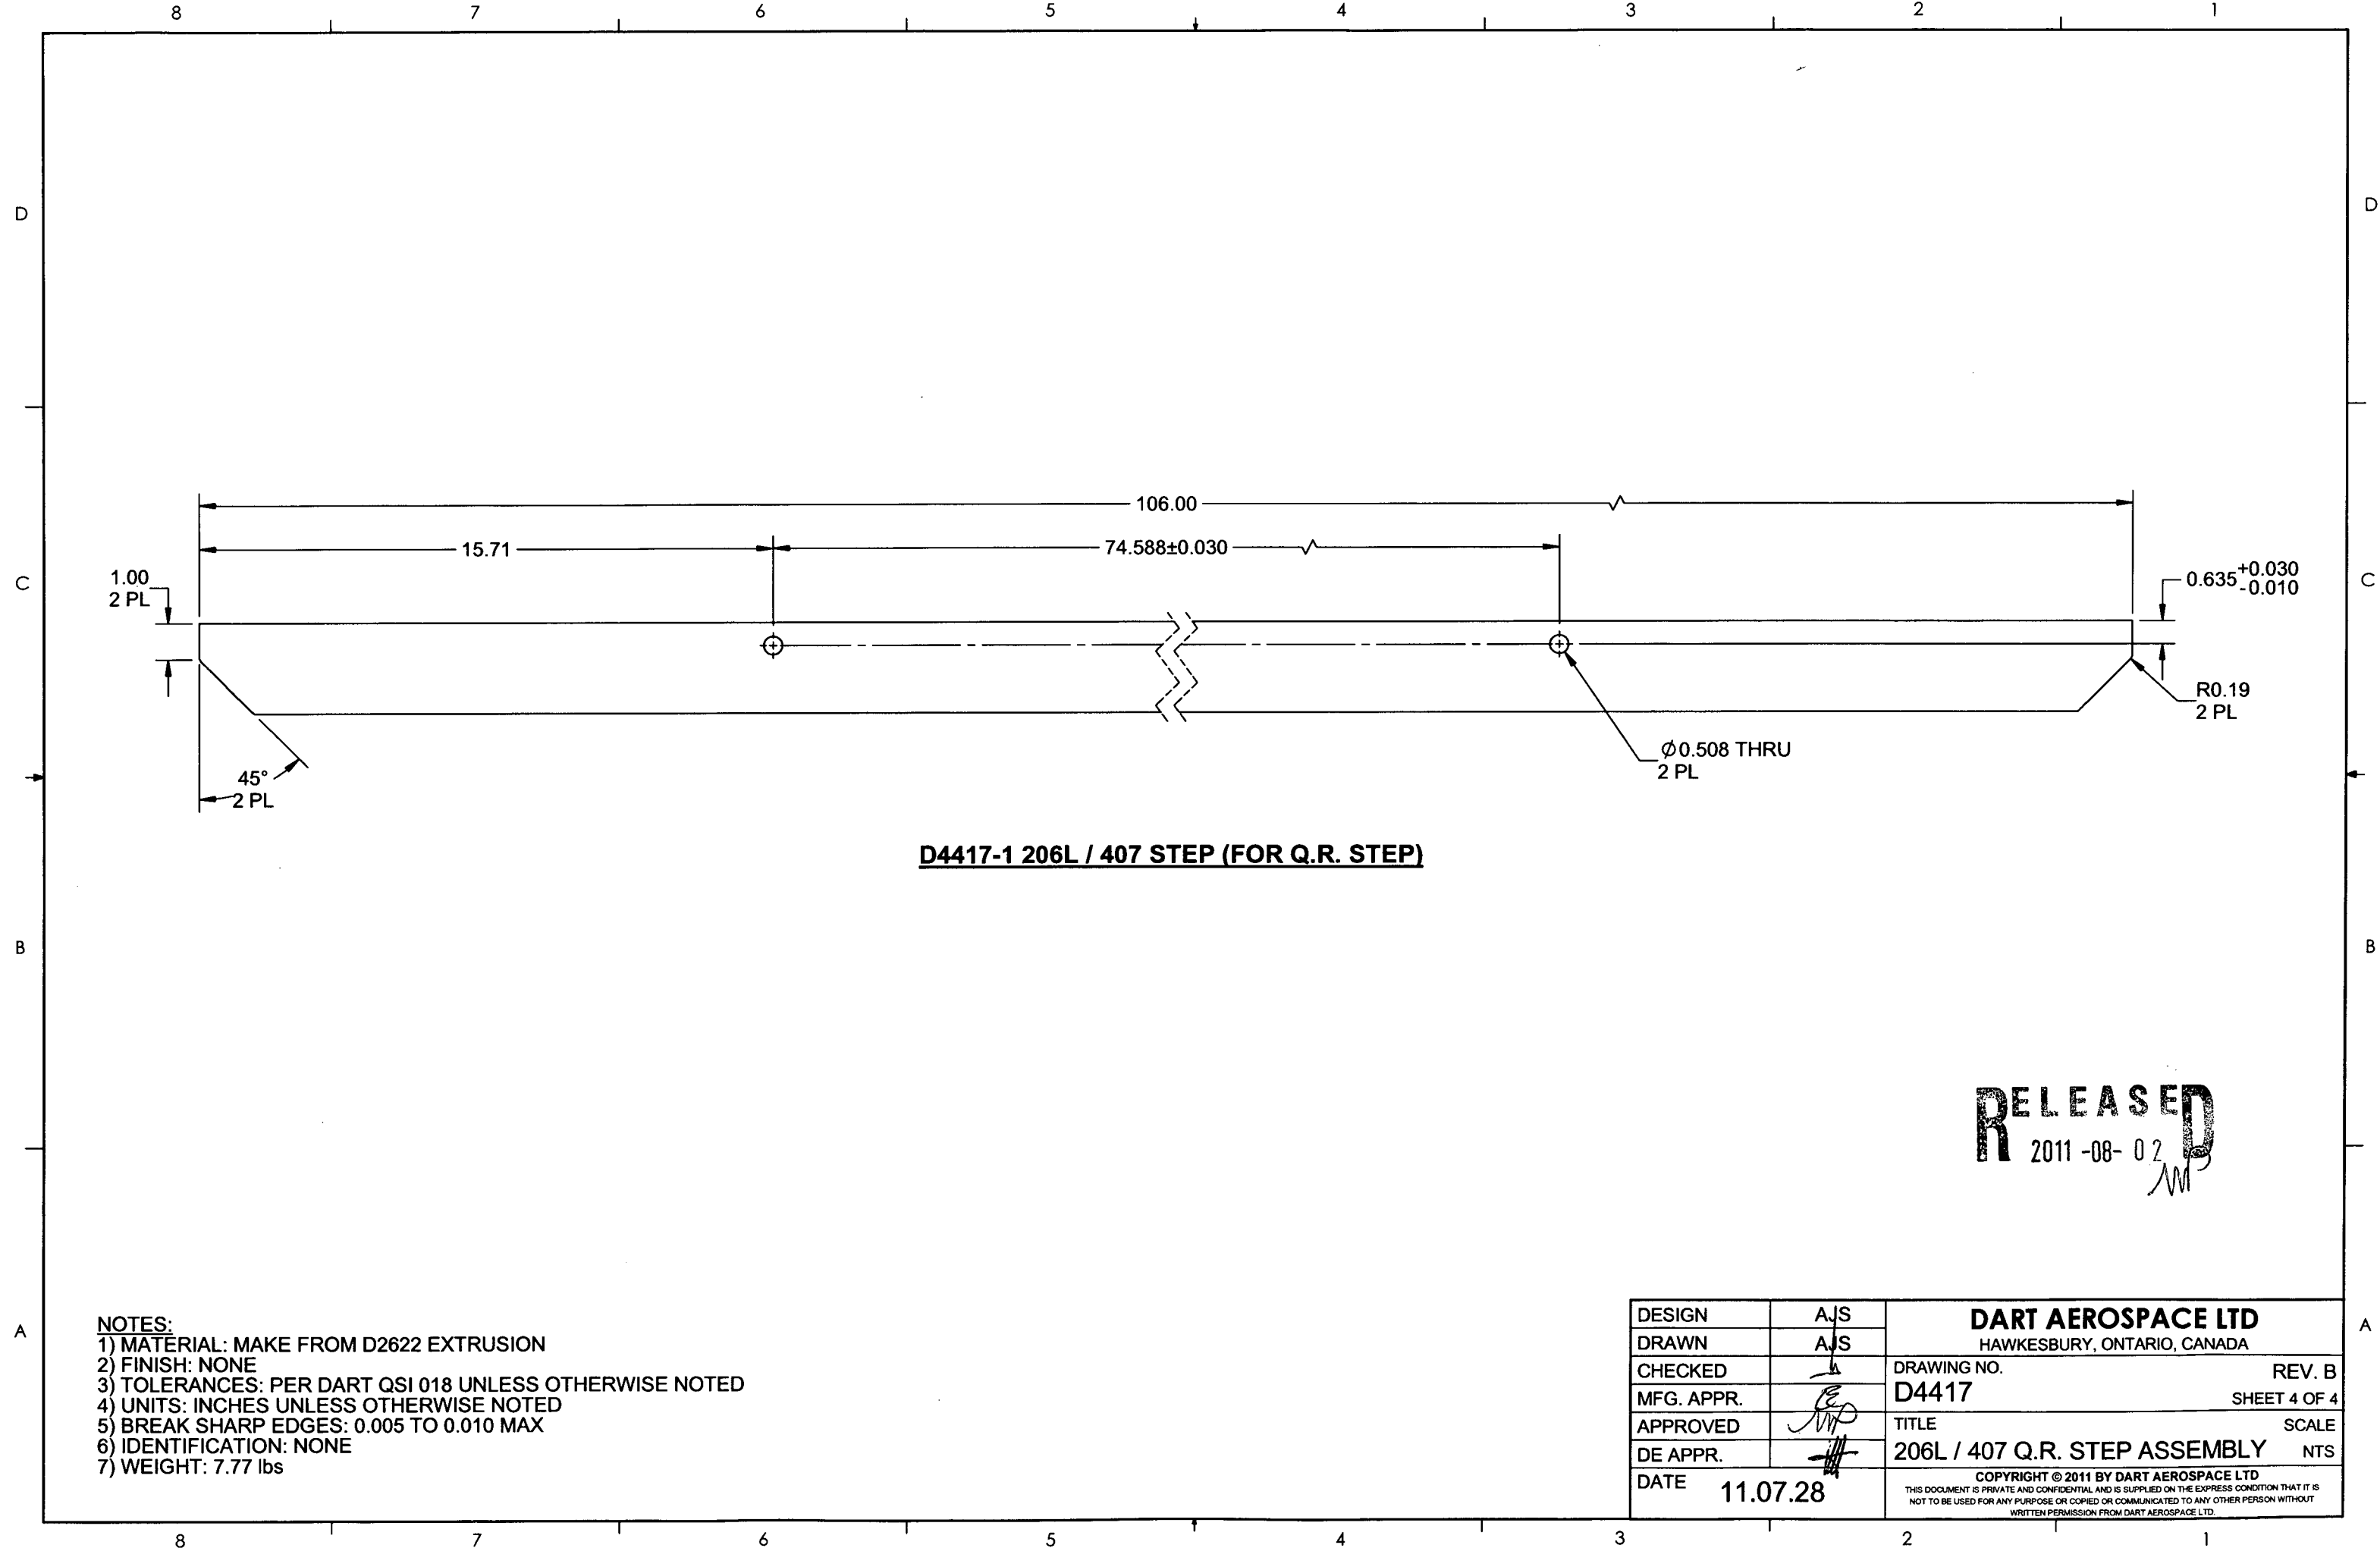 8 7 6 5 4 3 2 1
D D
106.00
15.71
74.588±0.030
C C
1.00
2 PL
0.635 +0.030
-0.010
R0.19
2 PL
Ø0.508 THRU
2 PL
45°
2 PL
D4417-1 206L / 407 STEP (FOR Q.R. STEP)
B B
RELEASED
2011-08-02
A A
NOTES:
1) MATERIAL: MAKE FROM D2622 EXTRUSION
2) FINISH: NONE
3) TOLERANCES: PER DART QSI 018 UNLESS OTHERWISE NOTED
4) UNITS: INCHES UNLESS OTHERWISE NOTED
5) BREAK SHARP EDGES: 0.005 TO 0.010 MAX
6) IDENTIFICATION: NONE
7) WEIGHT: 7.77 lbs
DESIGN AJS
DRAWN AJS
CHECKED
MFG. APPR.
APPROVED
DE APPR.
DATE 11.07.28
DART AEROSPACE LTD
HAWKESBURY, ONTARIO, CANADA
DRAWING NO. REV. B
D4417 SHEET 4 OF 4
TITLE SCALE
206L / 407 Q.R. STEP ASSEMBLY NTS
COPYRIGHT © 2011 BY DART AEROSPACE LTD
THIS DOCUMENT IS PRIVATE AND CONFIDENTIAL AND IS SUPPLIED ON THE EXPRESS CONDITION THAT IT IS
NOT TO BE USED FOR ANY PURPOSE OR COPIED OR COMMUNICATED TO ANY OTHER PERSON WITHOUT
WRITTEN PERMISSION FROM DART AEROSPACE LTD.
8 7 6 5 4 3 2 1